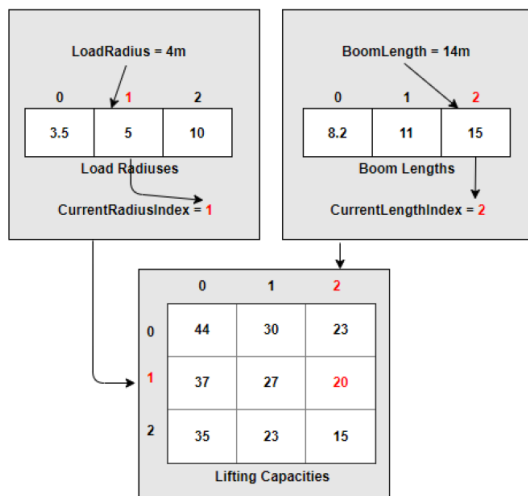 LoadRadius = 4m
0 1 2
3.5 5 10
Load Radiuses
CurrentRadiusIndex = 1
BoomLength = 14m
0 1 2
8.2 11 15
Boom Lengths
CurrentLengthIndex = 2
0 1 2
0 44 30 23
1 37 27 20
2 35 23 15
Lifting Capacities